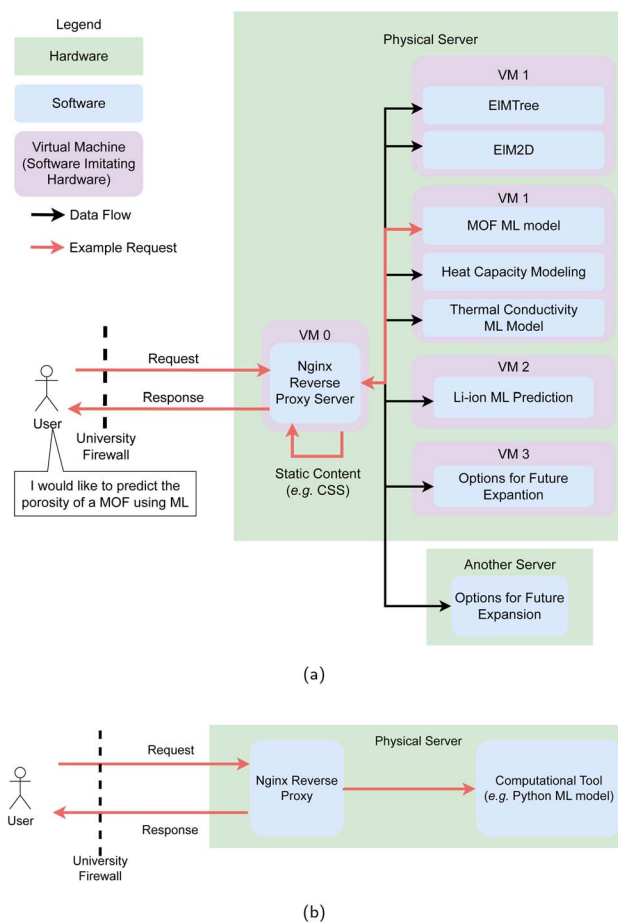 Legend
Hardware
Software
Virtual Machine
(Software Imitating
Hardware)
Data Flow
Example Request
Physical Server
VM 1
ElMTree
ElM2D
VM 1
MOF ML model
Heat Capacity Modeling
Thermal Conductivity
ML Model
VM 0
Nginx
Reverse
Proxy Server
Request
Response
User
University
Firewall
I would like to predict the
porosity of a MOF using ML
Static Content
(e.g. CSS)
VM 2
Li-ion ML Prediction
VM 3
Options for Future
Expantion
Another Server
Options for Future
Expansion
(a)
Physical Server
Request
Nginx Reverse
Proxy
Computational Tool
(e.g. Python ML model)
User
Response
University
Firewall
(b)